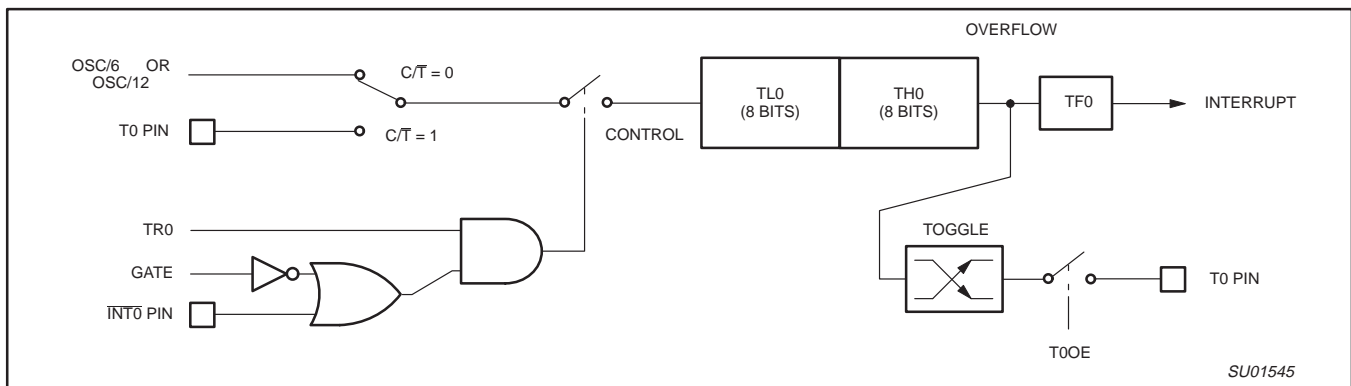 OVERFLOW
OSC/6 OR
OSC/12
C/T̅ = 0
T0 PIN
C/T̅ = 1
CONTROL
TL0
(8 BITS)
TH0
(8 BITS)
TF0
INTERRUPT
TR0
GATE
I̅N̅T̅0̅ PIN
TOGGLE
T0 PIN
T0OE
SU01545